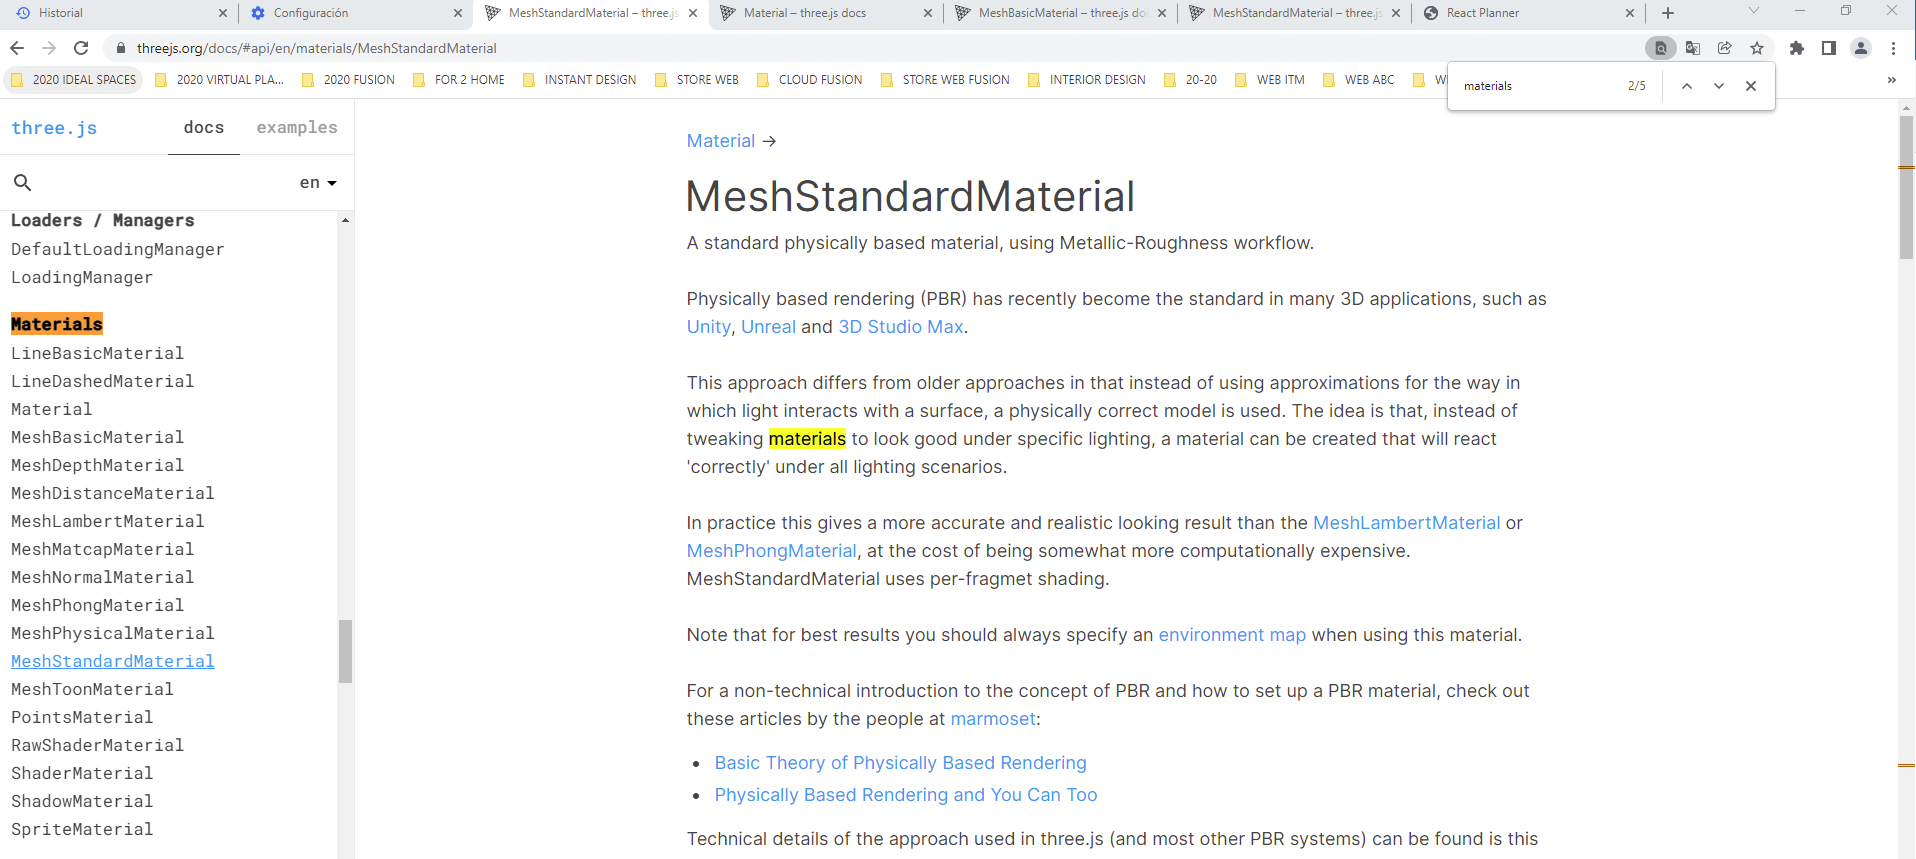 Historial
Configuración
MeshStandardMaterial – three.js
Material – three.js docs
MeshBasicMaterial – three.js doc
MeshStandardMaterial – three.js
React Planner
threejs.org/docs/#api/en/materials/MeshStandardMaterial
2020 IDEAL SPACES
2020 VIRTUAL PLA...
2020 FUSION
FOR 2 HOME
INSTANT DESIGN
STORE WEB
CLOUD FUSION
STORE WEB FUSION
INTERIOR DESIGN
20-20
WEB ITM
WEB ABC
W
»
materials
2/5
three.js
docs
examples
en
Loaders / Managers
DefaultLoadingManager
LoadingManager
Materials
LineBasicMaterial
LineDashedMaterial
Material
MeshBasicMaterial
MeshDepthMaterial
MeshDistanceMaterial
MeshLambertMaterial
MeshMatcapMaterial
MeshNormalMaterial
MeshPhongMaterial
MeshPhysicalMaterial
MeshStandardMaterial
MeshToonMaterial
PointsMaterial
RawShaderMaterial
ShaderMaterial
ShadowMaterial
SpriteMaterial
Material →
MeshStandardMaterial
A standard physically based material, using Metallic-Roughness workflow.
Physically based rendering (PBR) has recently become the standard in many 3D applications, such as
Unity, Unreal and 3D Studio Max.
This approach differs from older approaches in that instead of using approximations for the way in
which light interacts with a surface, a physically correct model is used. The idea is that, instead of
tweaking materials to look good under specific lighting, a material can be created that will react
'correctly' under all lighting scenarios.
In practice this gives a more accurate and realistic looking result than the MeshLambertMaterial or
MeshPhongMaterial, at the cost of being somewhat more computationally expensive.
MeshStandardMaterial uses per-fragmet shading.
Note that for best results you should always specify an environment map when using this material.
For a non-technical introduction to the concept of PBR and how to set up a PBR material, check out
these articles by the people at marmoset:
• Basic Theory of Physically Based Rendering
• Physically Based Rendering and You Can Too
Technical details of the approach used in three.js (and most other PBR systems) can be found is this